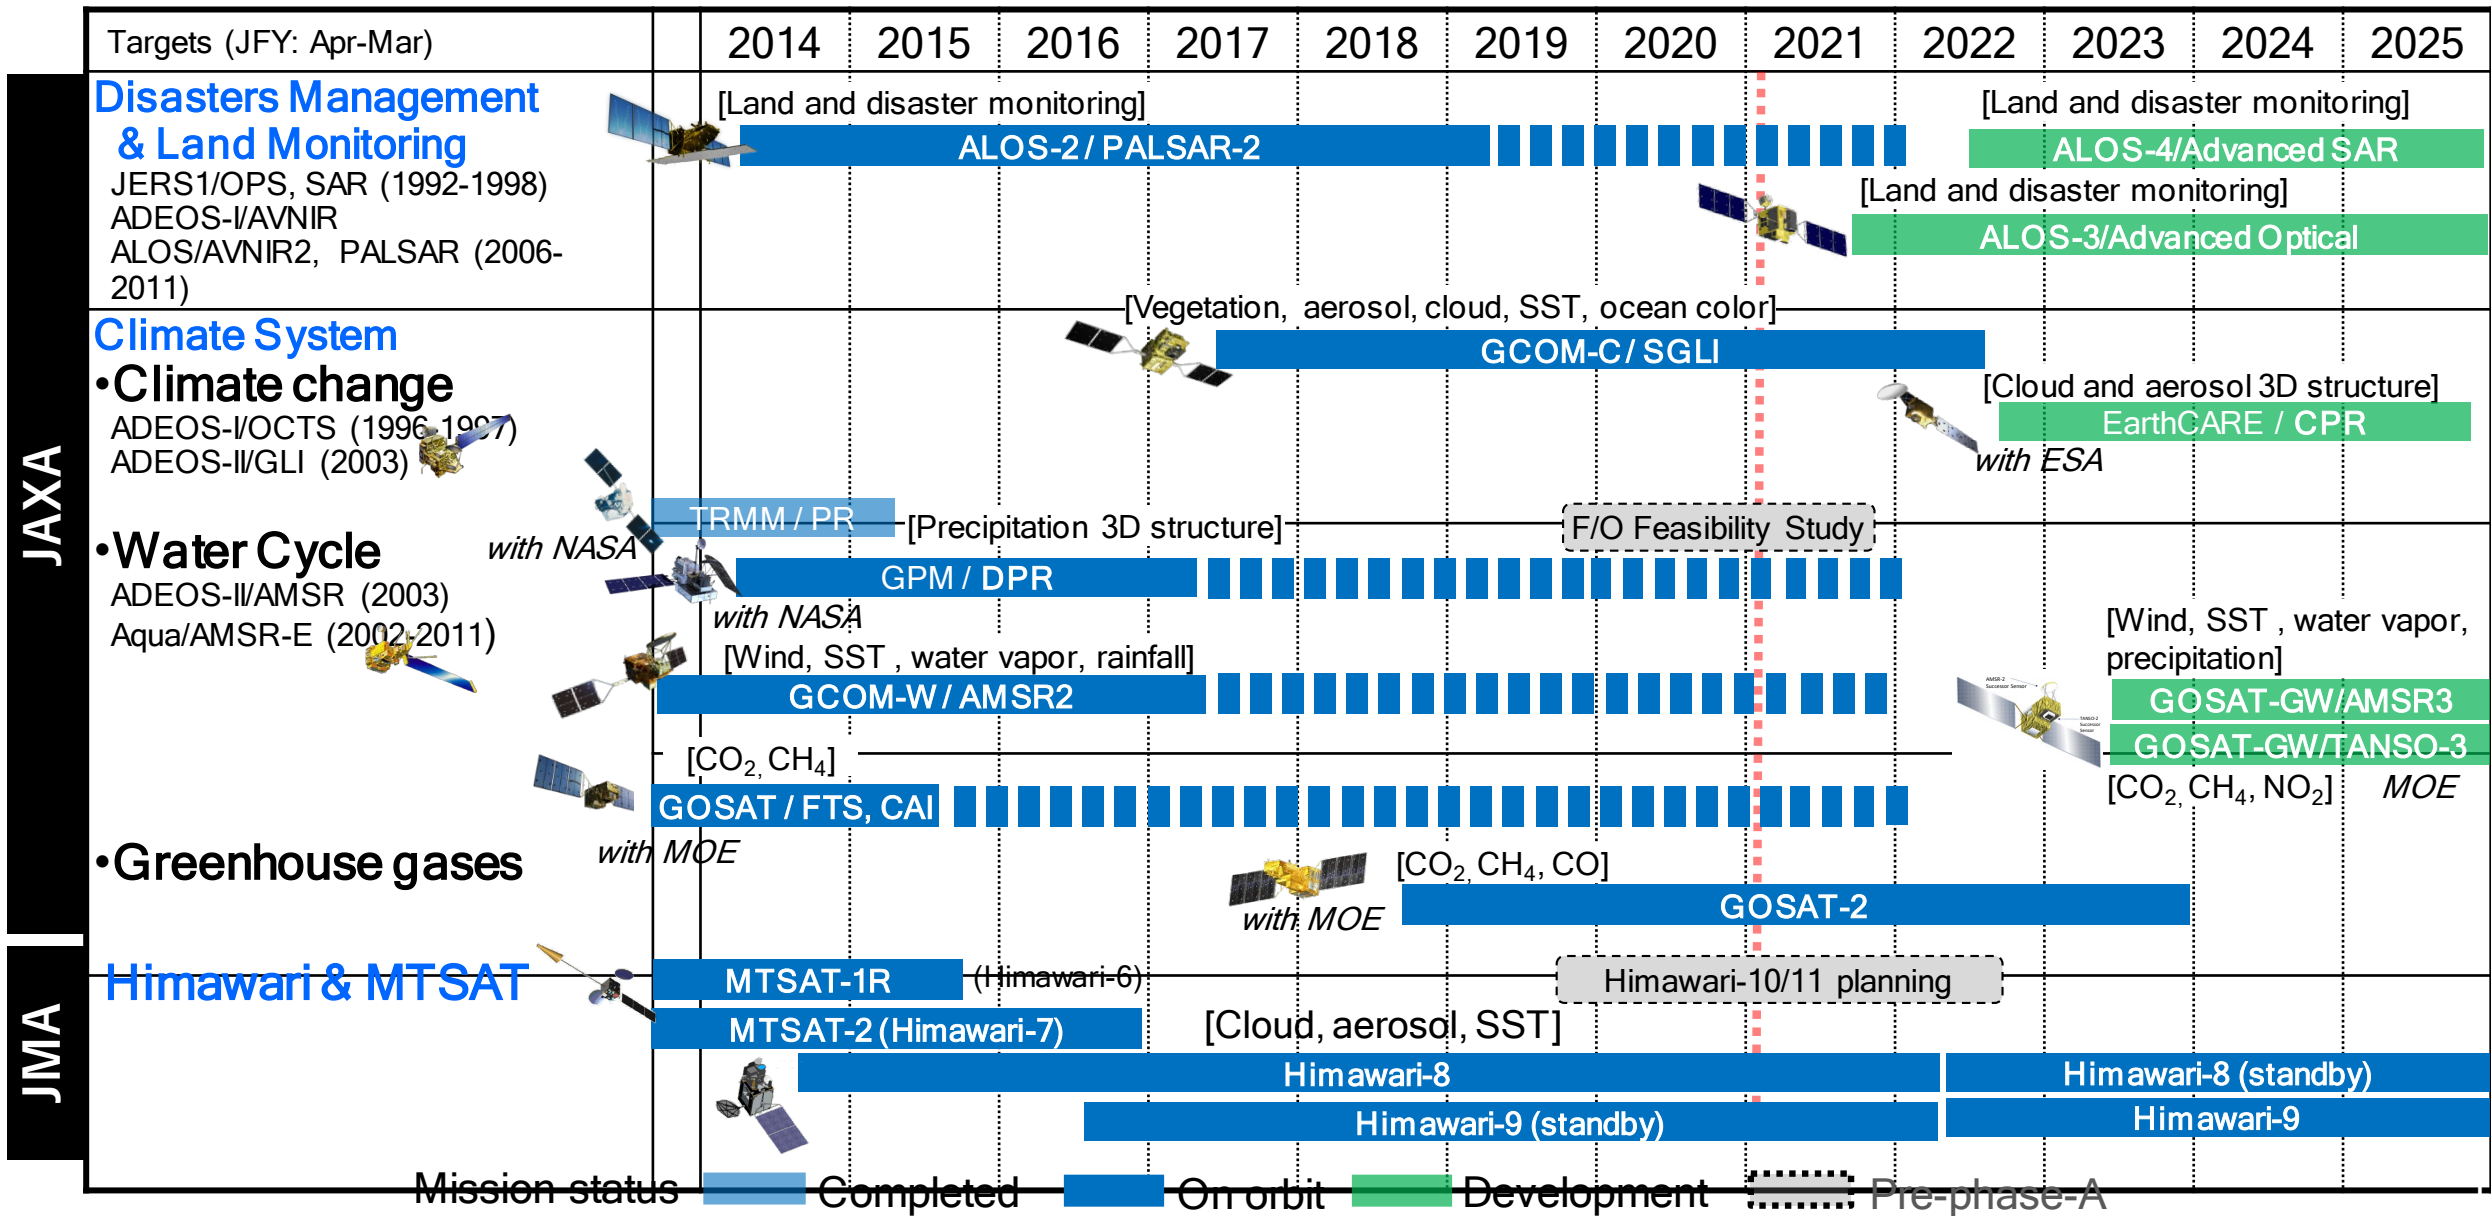 Targets (JFY: Apr-Mar) 2014 2015 2016 2017 2018 2019 2020 2021 2022 2023 2024 2025
JAXA
Disasters Management
& Land Monitoring
JERS1/OPS, SAR (1992-1998)
ADEOS-I/AVNIR
ALOS/AVNIR2, PALSAR (2006-
2011)
[Land and disaster monitoring]
ALOS-2 / PALSAR-2
[Land and disaster monitoring]
ALOS-4/Advanced SAR
[Land and disaster monitoring]
ALOS-3/Advanced Optical
Climate System
•Climate change
ADEOS-I/OCTS (1996-1997)
ADEOS-II/GLI (2003)
[Vegetation, aerosol, cloud, SST, ocean color]
GCOM-C / SGLI
[Cloud and aerosol 3D structure]
EarthCARE / CPR
with ESA
•Water Cycle
ADEOS-II/AMSR (2003)
Aqua/AMSR-E (2002-2011)
TRMM / PR
with NASA
[Precipitation 3D structure]
F/O Feasibility Study
GPM / DPR
with NASA
[Wind, SST , water vapor, rainfall]
GCOM-W / AMSR2
[Wind, SST , water vapor,
precipitation]
AMSR-2
Successor Sensor
TANSO-2
Successor
Sensor
GOSAT-GW/AMSR3
GOSAT-GW/TANSO-3
[CO2, CH4, NO2] MOE
•Greenhouse gases
[CO2, CH4]
GOSAT / FTS, CAI
with MOE
[CO2, CH4, CO]
GOSAT-2
with MOE
JMA
Himawari & MTSAT
MTSAT-1R (Himawari-6)
Himawari-10/11 planning
MTSAT-2 (Himawari-7)
[Cloud, aerosol, SST]
Himawari-8
Himawari-8 (standby)
Himawari-9 (standby)
Himawari-9
Mission status Completed On orbit Development Pre-phase-A